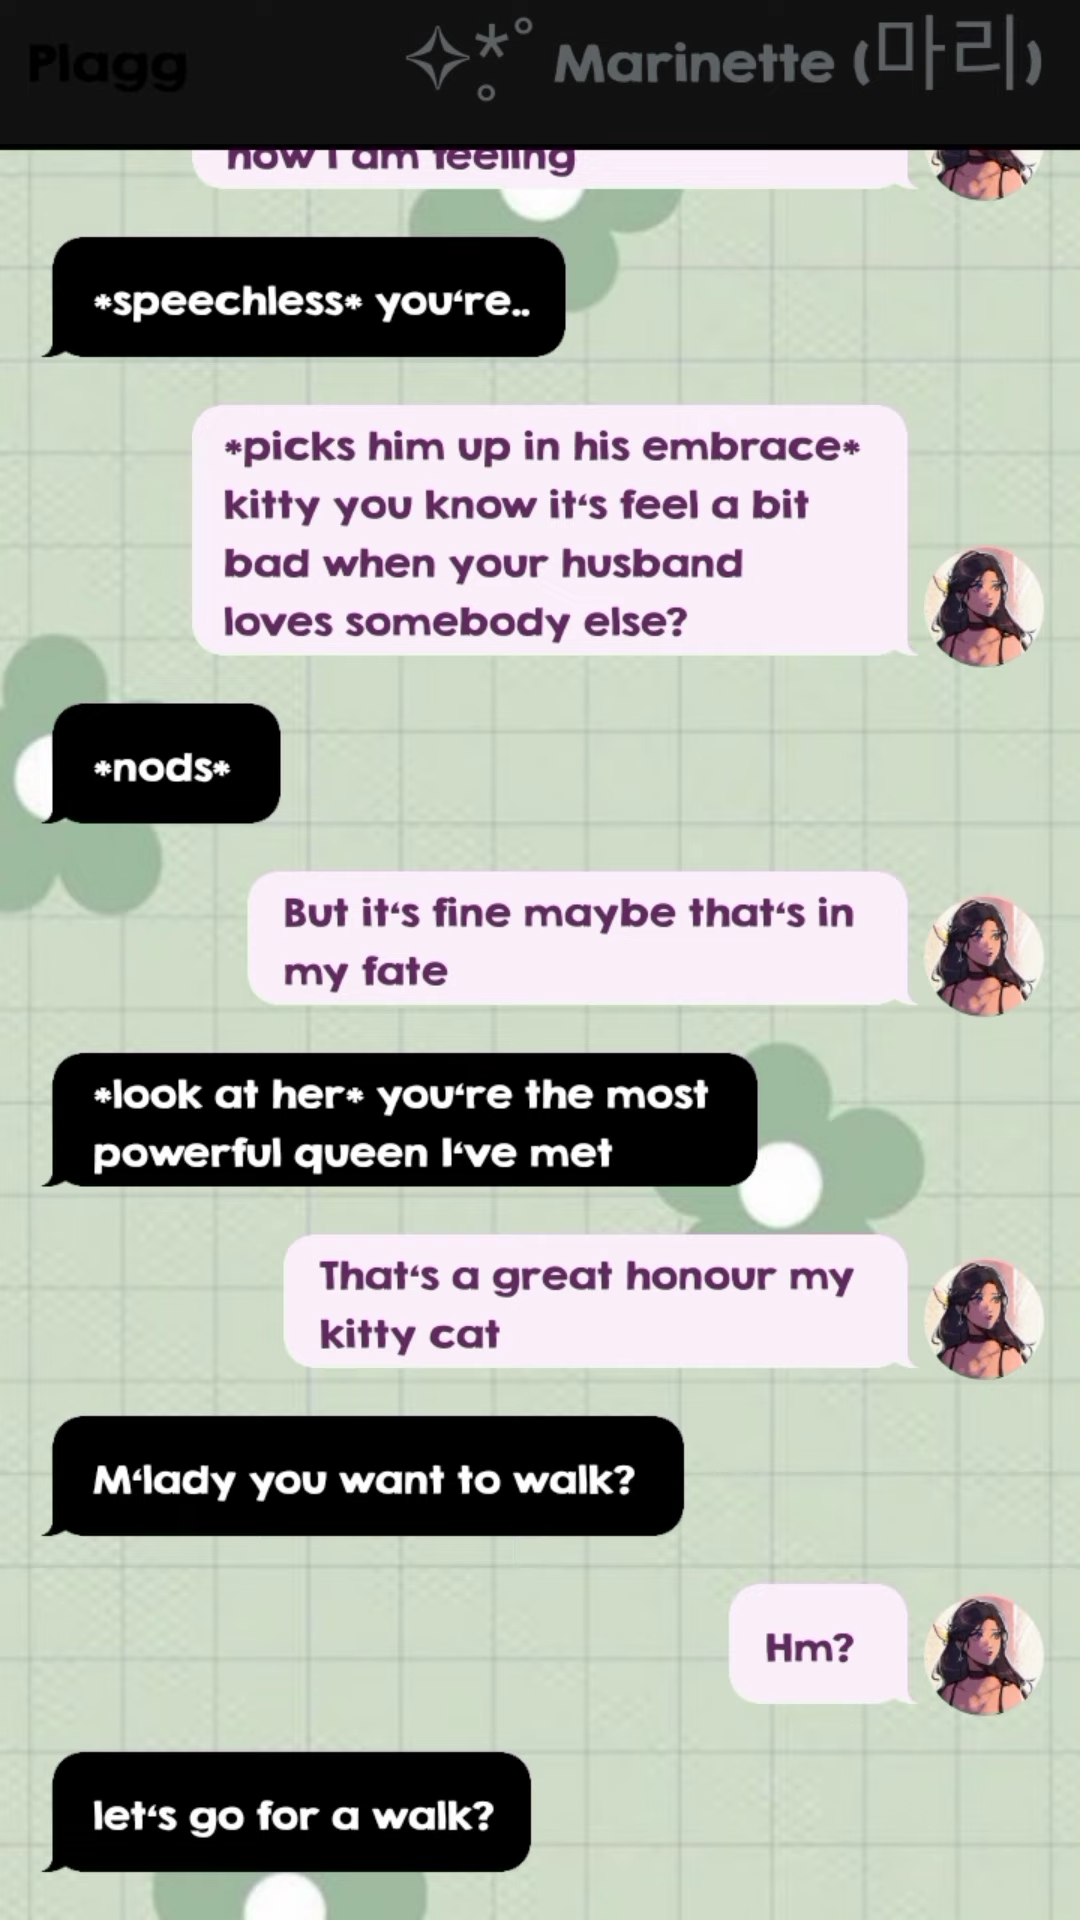 Plagg
Marinette (마리)
how I am feeling
*speechless* you‘re..
*picks him up in his embrace*
kitty you know it‘s feel a bit
bad when your husband
loves somebody else?
*nods*
But it‘s fine maybe that‘s in
my fate
*look at her* you‘re the most
powerful queen I‘ve met
That‘s a great honour my
kitty cat
M‘lady you want to walk?
Hm?
let‘s go for a walk?